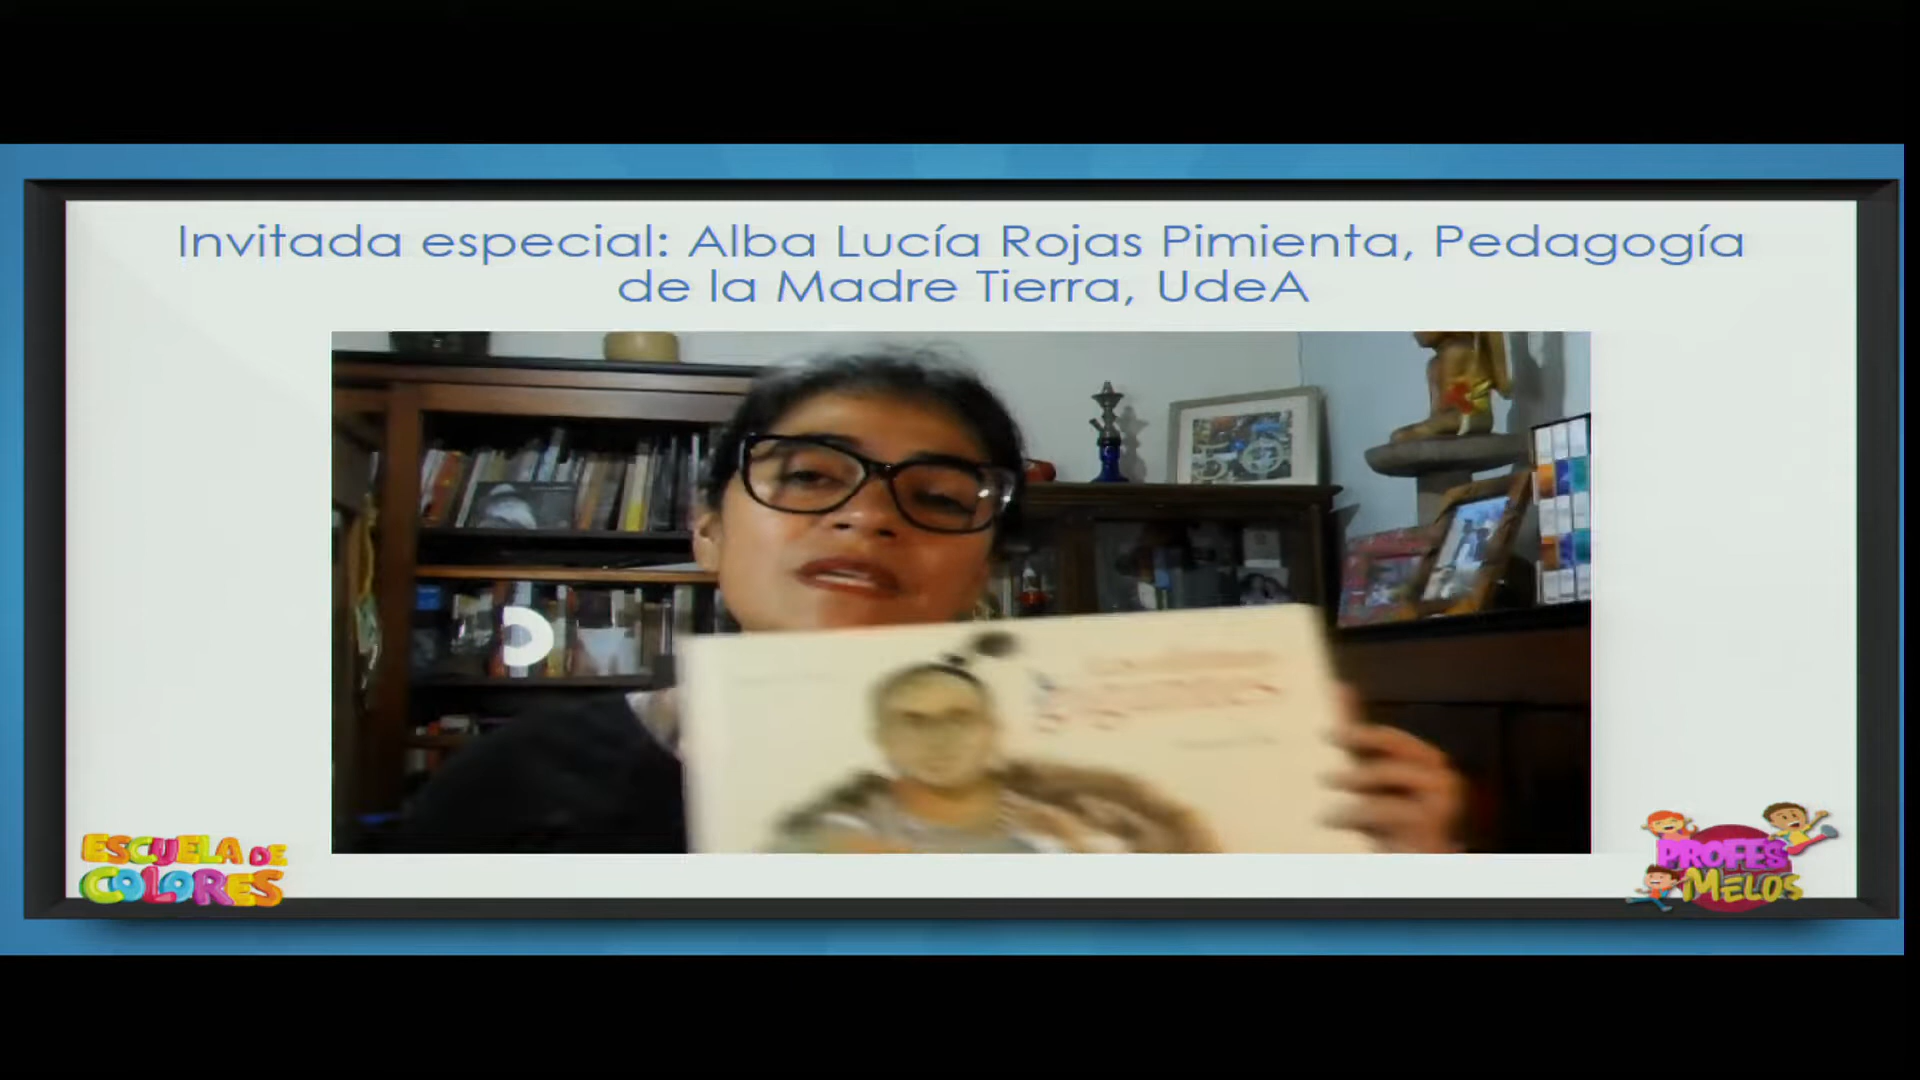 Invitada especial: Alba Lucía Rojas Pimienta, Pedagogía
de la Madre Tierra, UdeA
ESCUELA DE
COLORES
PROFES
MELOS